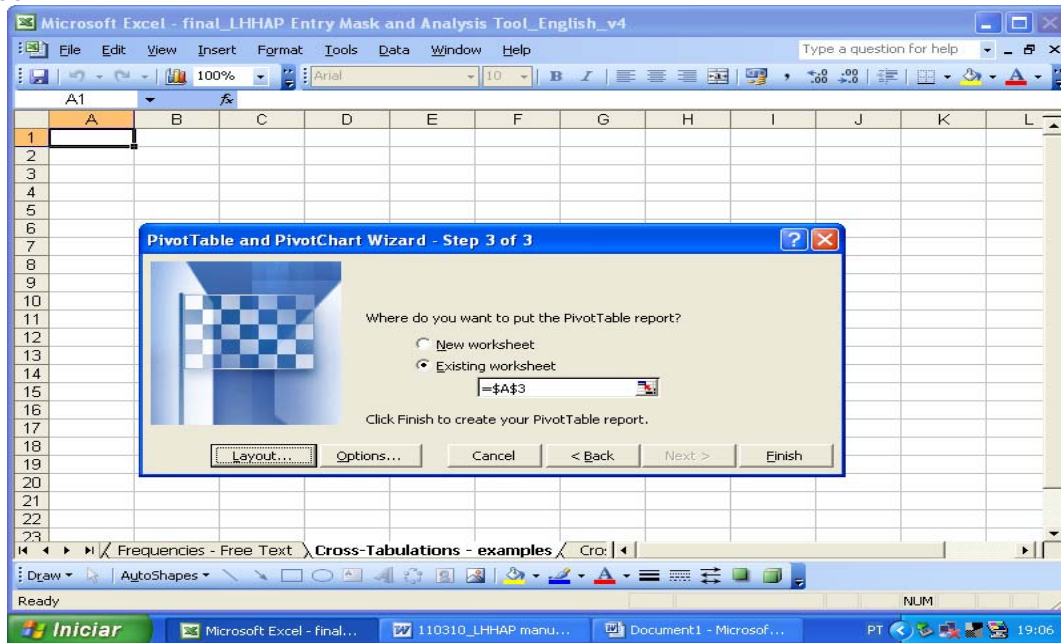 Microsoft Excel - final_LHHAP Entry Mask and Analysis Tool_English_v4
File Edit View Insert Format Tools Data Window Help Type a question for help
100% Arial 10 B I A
A1 fx
A B C D E F G H I J K L
1
2
3
4
5
6
7
8
9
10
11
12
13
14
15
16
17
18
19
20
21
22
23
PivotTable and PivotChart Wizard - Step 3 of 3
Where do you want to put the PivotTable report?
New worksheet
Existing worksheet
=$A$3
Click Finish to create your PivotTable report.
Layout... Options... Cancel < Back Next > Finish
Frequencies - Free Text Cross-Tabulations - examples Cro:
Draw AutoShapes A
Ready NUM
Iniciar Microsoft Excel - final... 110310_LHHAP manu... Document1 - Microsof... PT 19:06